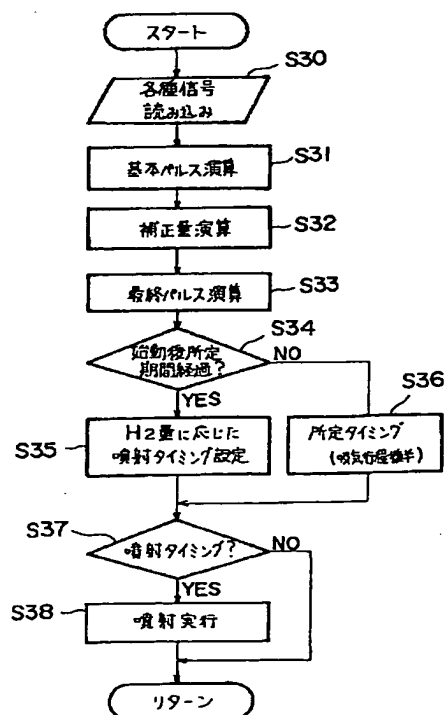 スタート
S30
各種信号
読み込み
S31
基本パルス演算
S32
補正量演算
S33
最終パルス演算
S34
始動後所定
期間経過?
NO
YES
S36
S35
H2量に応じた
噴射タイミング設定
所定タイミング
(吸気行程後半)
S37
噴射タイミング?
NO
YES
S38
噴射実行
リターン